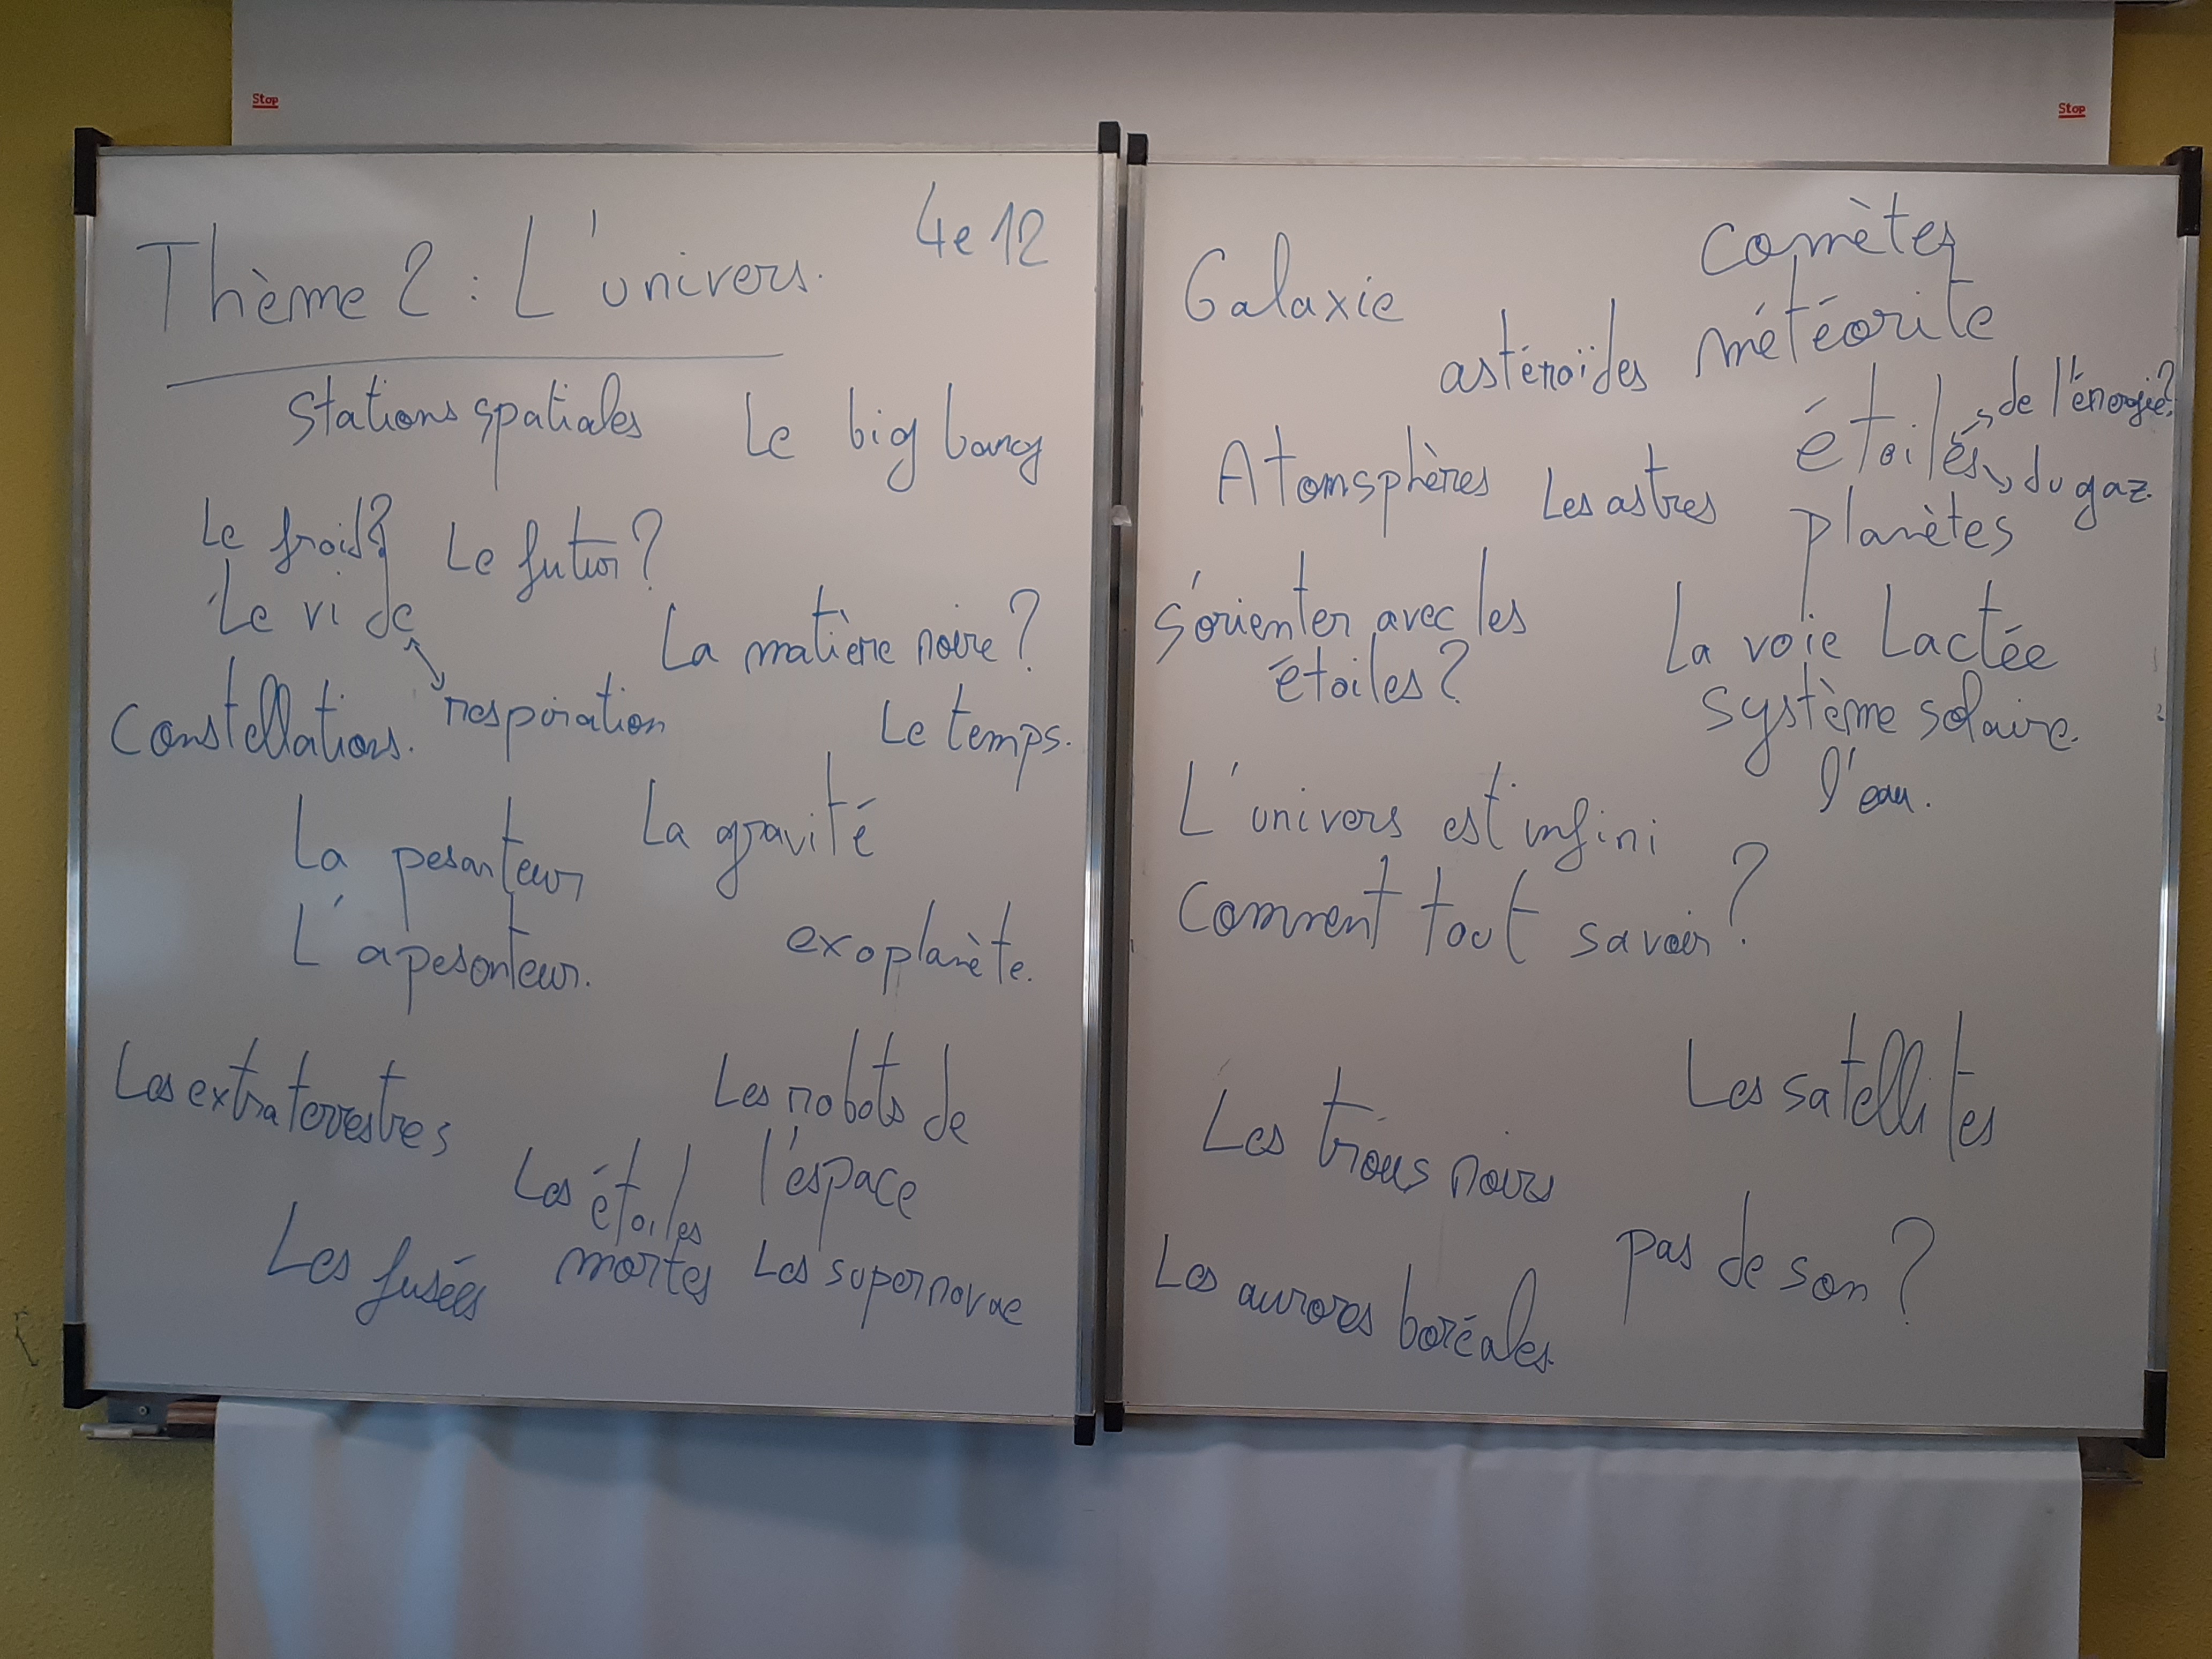 Stop
Stop
Thème 2 : L'univers.
4e12
Stations spatiales
Le big bang
Le froid?
Le futur?
Le vide
La matière noire?
respiration
Constellations.
Le temps.
La gravité
La pesanteur
L'apesanteur.
exoplanète.
Les extraterrestres
Les robots de
l'espace
Les étoiles
mortes
Les fusées
Les supernovae
Galaxie
comètes
astéroïdes
météorite
étoiles
de l'énergie?
du gaz
Atomsphères
Les astres
planètes
s'orienter avec les
étoiles?
La voie Lactée
système solaire.
l'eau.
L'univers est infini
Comment tout savoir?
Les satellites
Les trous noirs
pas de son?
Les aurores boréales.